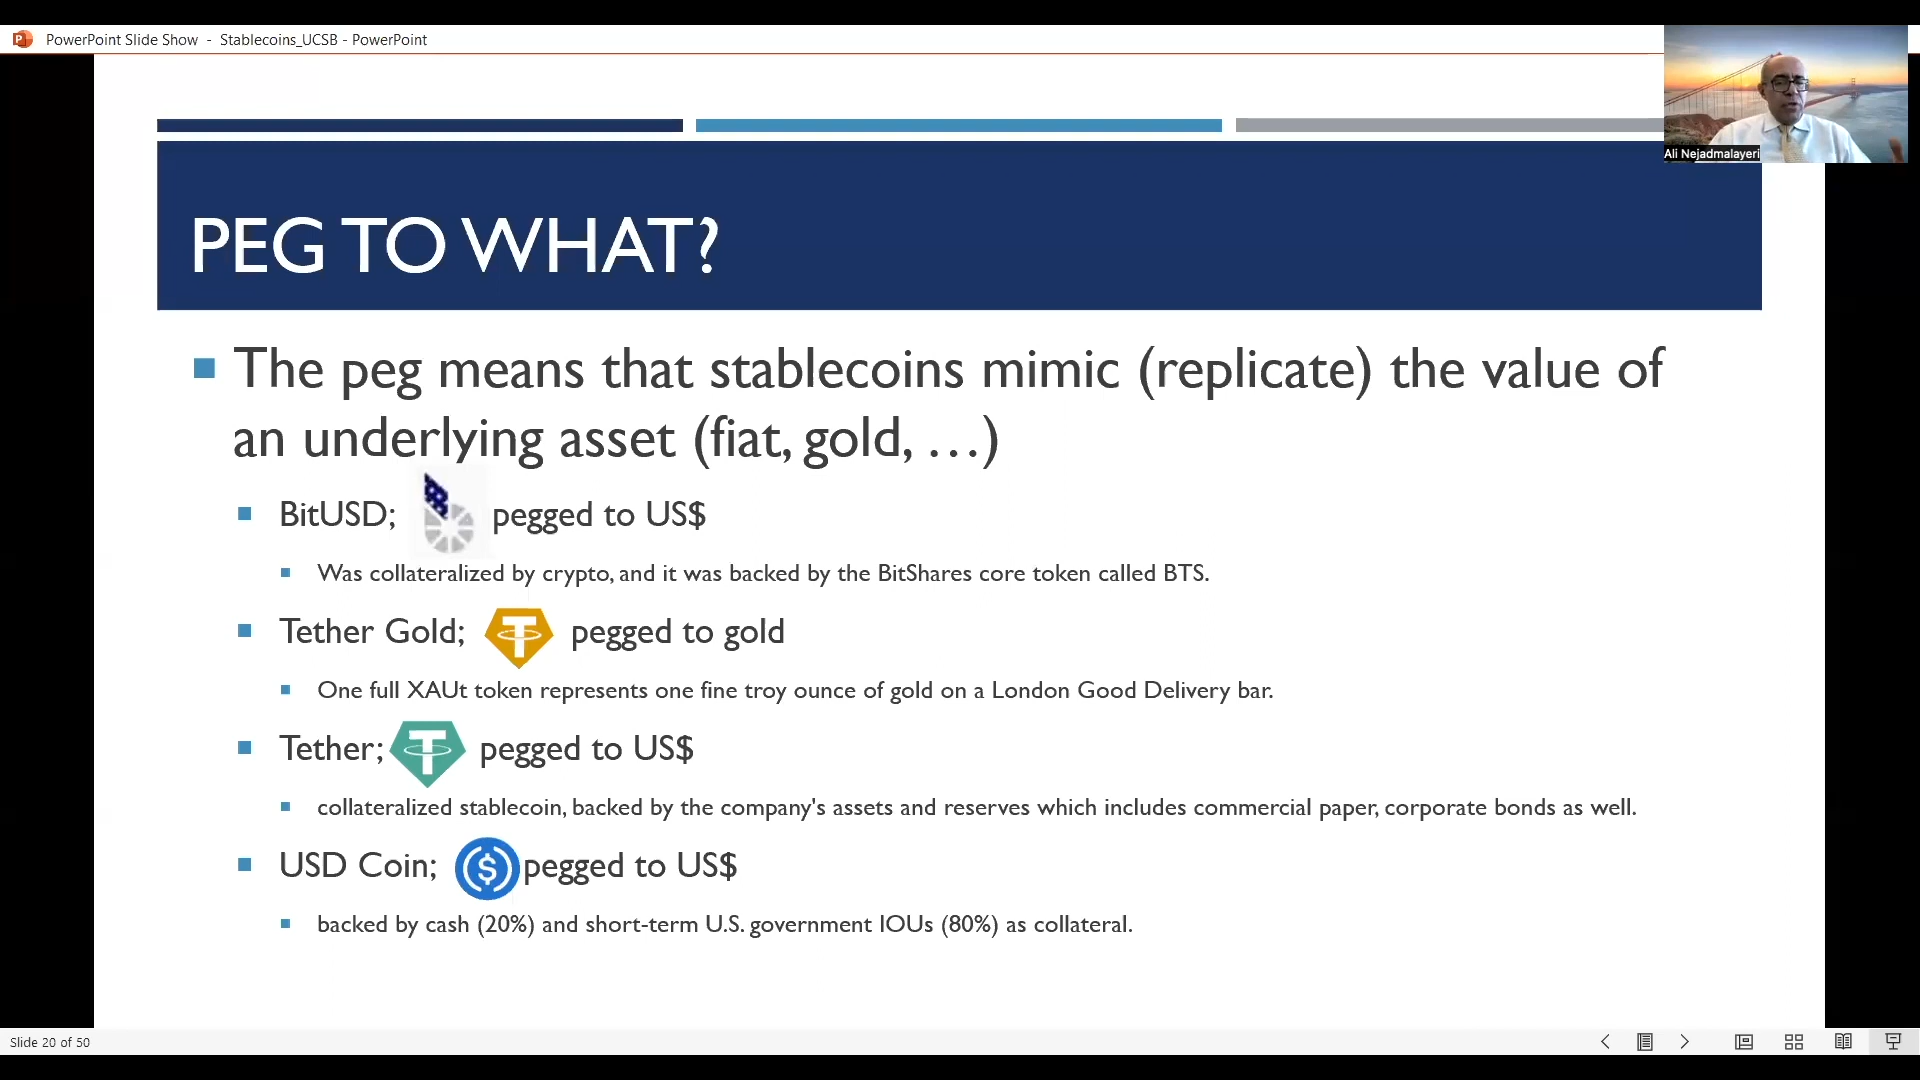 PowerPoint Slide Show - Stablecoins_UCSB - PowerPoint
Ali Nejadmalayeri
PEG TO WHAT?
The peg means that stablecoins mimic (replicate) the value of
an underlying asset (fiat, gold, …)
BitUSD; pegged to US$
Was collateralized by crypto, and it was backed by the BitShares core token called BTS.
Tether Gold; pegged to gold
One full XAUt token represents one fine troy ounce of gold on a London Good Delivery bar.
Tether; pegged to US$
collateralized stablecoin, backed by the company's assets and reserves which includes commercial paper, corporate bonds as well.
USD Coin; pegged to US$
backed by cash (20%) and short-term U.S. government IOUs (80%) as collateral.
Slide 20 of 50